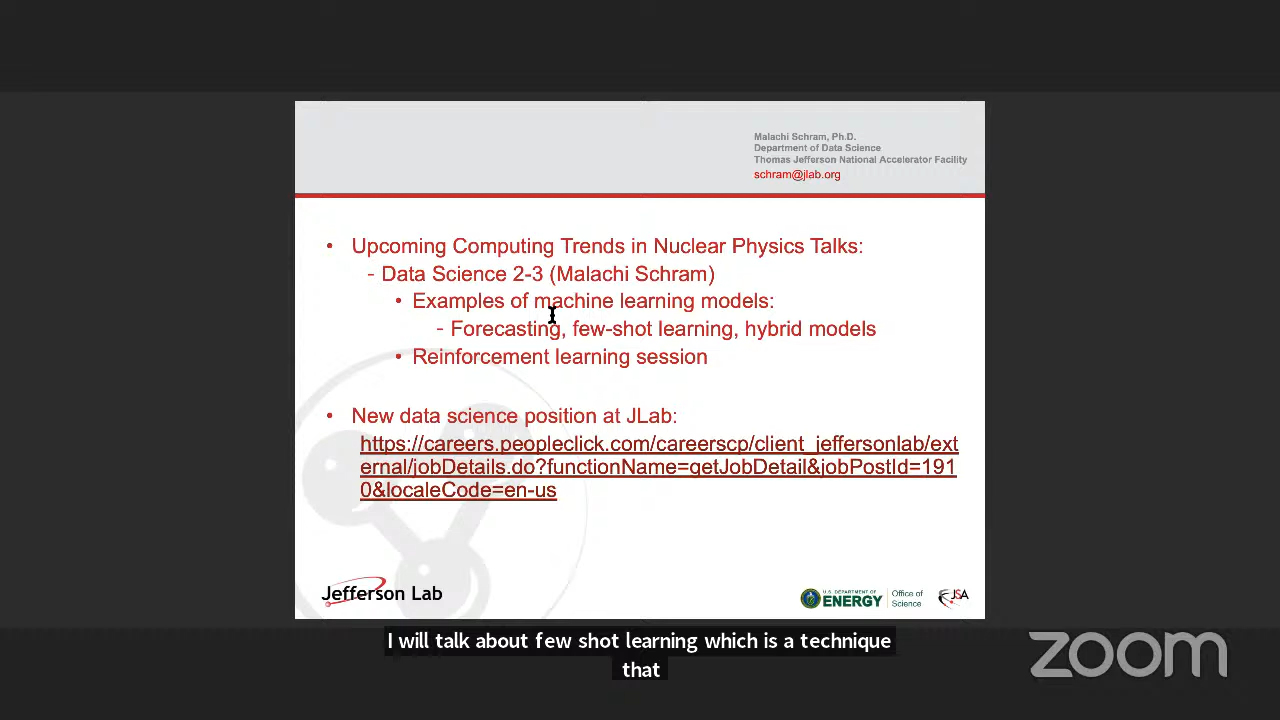 Malachi Schram, Ph.D.
Department of Data Science
Thomas Jefferson National Accelerator Facility
schram@jlab.org
• Upcoming Computing Trends in Nuclear Physics Talks:
- Data Science 2-3 (Malachi Schram)
• Examples of machine learning models:
- Forecasting, few-shot learning, hybrid models
• Reinforcement learning session
• New data science position at JLab:
https://careers.peopleclick.com/careerscp/client_jeffersonlab/ext
ernal/jobDetails.do?functionName=getJobDetail&jobPostId=191
0&localeCode=en-us
Jefferson Lab
U.S. DEPARTMENT OF
ENERGY
Office of
Science
JSA
I will talk about few shot learning which is a technique
that
zoom